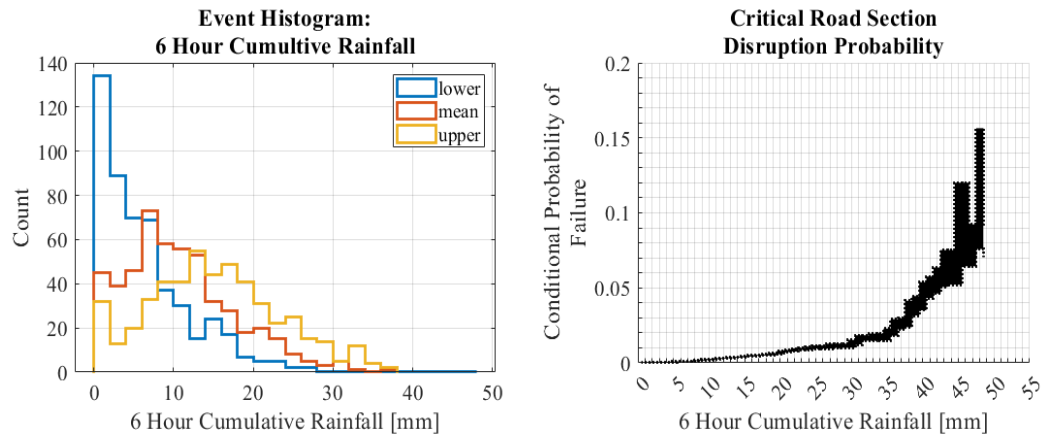 Event Histogram:
6 Hour Cumultive Rainfall
140
120
100
80
60
40
20
0
Count
lower
mean
upper
0 10 20 30 40 50
6 Hour Cumulative Rainfall [mm]
Critical Road Section
Disruption Probability
0.2
0.15
0.1
0.05
0
Conditional Probability of
Failure
0 5 10 15 20 25 30 35 40 45 50 55
6 Hour Cumulative Rainfall [mm]